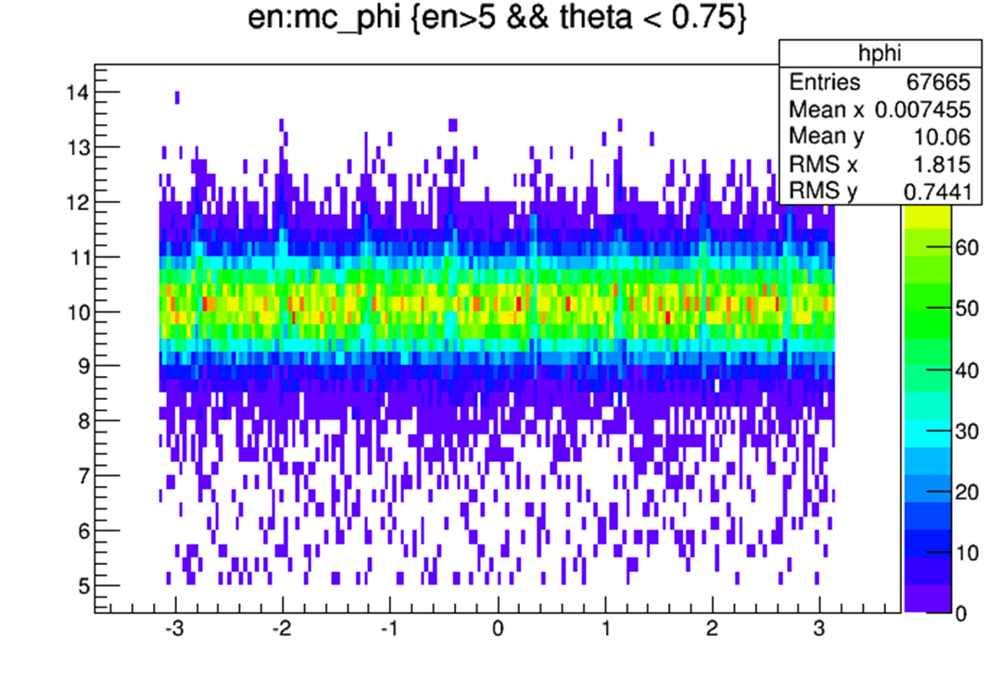 en:mc_phi {en>5 && theta < 0.75}
hphi
Entries 67665
Mean x 0.007455
Mean y 10.06
RMS x 1.815
RMS y 0.7441
14
13
12
11
10
9
8
7
6
5
60
50
40
30
20
10
0
-3 -2 -1 0 1 2 3